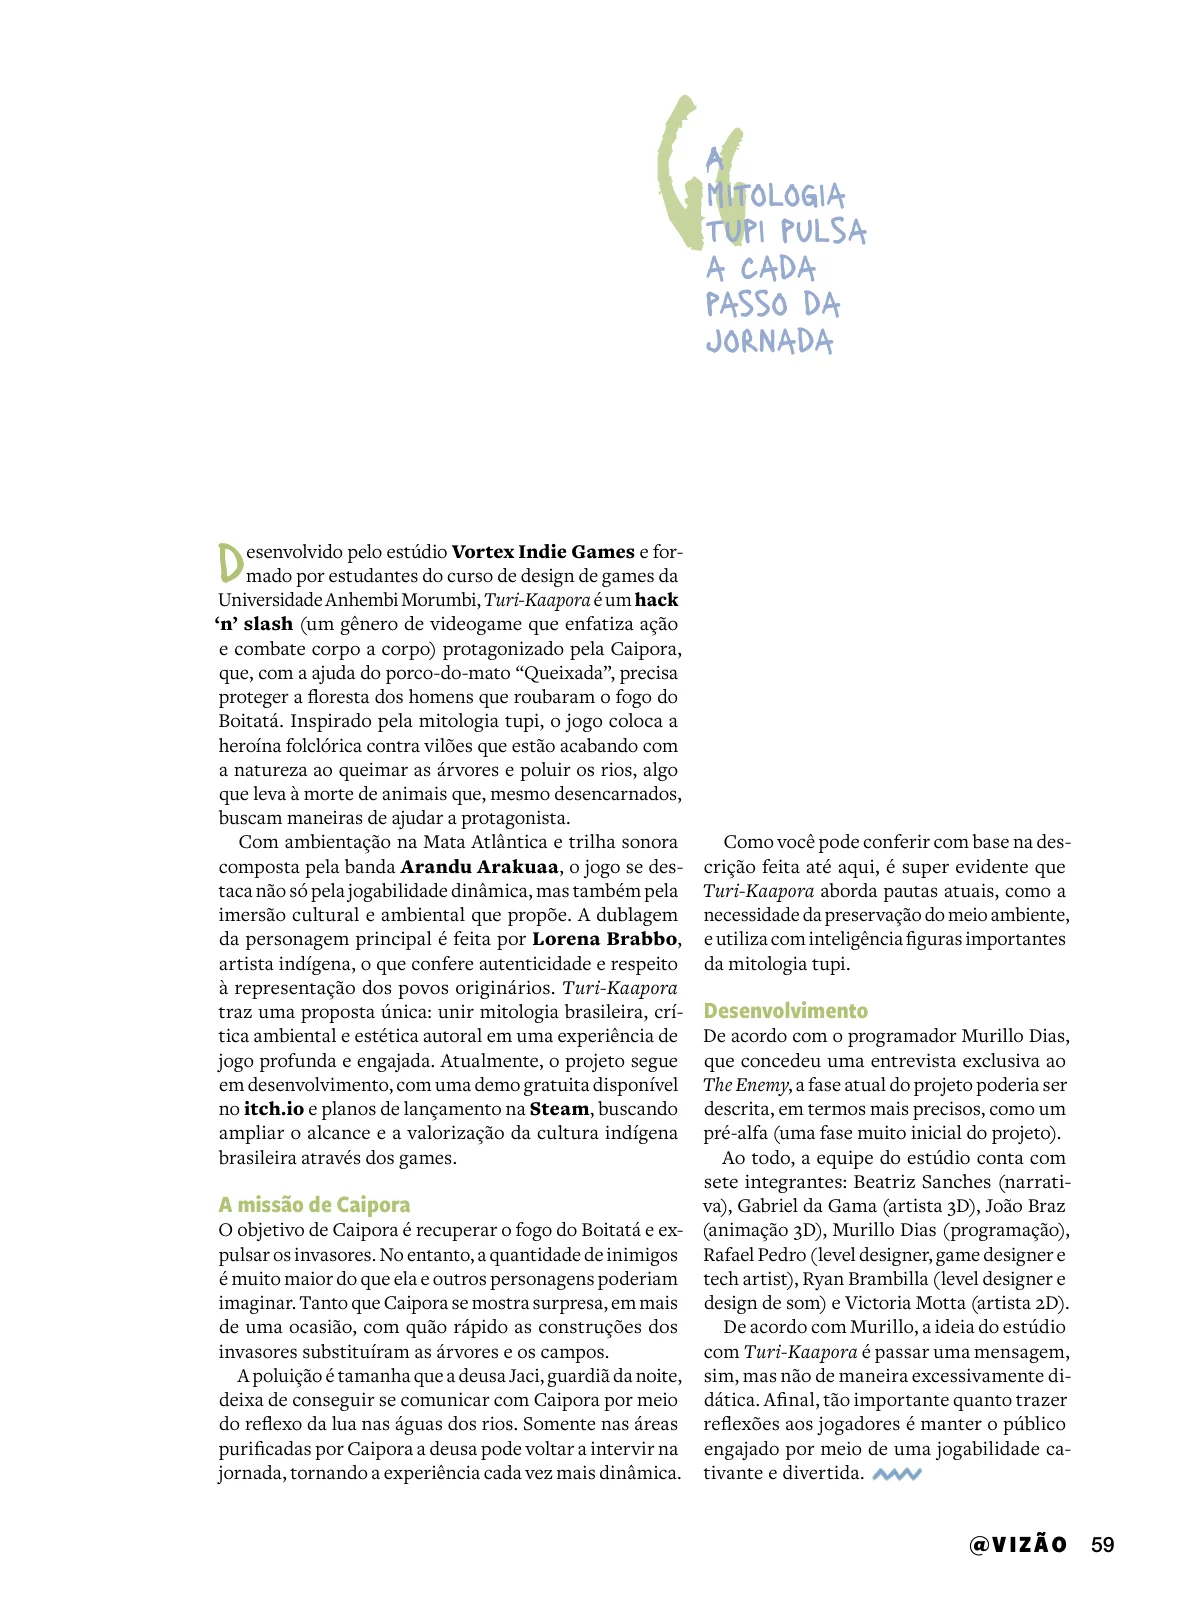 A
MITOLOGIA
TUPI PULSA
A CADA
PASSO DA
JORNADA
Desenvolvido pelo estúdio Vortex Indie Games e for-
mado por estudantes do curso de design de games da
Universidade Anhembi Morumbi, Turi-Kaapora é um hack
‘n’ slash (um gênero de videogame que enfatiza ação
e combate corpo a corpo) protagonizado pela Caipora,
que, com a ajuda do porco-do-mato “Queixada”, precisa
proteger a floresta dos homens que roubaram o fogo do
Boitatá. Inspirado pela mitologia tupi, o jogo coloca a
heroína folclórica contra vilões que estão acabando com
a natureza ao queimar as árvores e poluir os rios, algo
que leva à morte de animais que, mesmo desencarnados,
buscam maneiras de ajudar a protagonista.
Com ambientação na Mata Atlântica e trilha sonora
composta pela banda Arandu Arakuaa, o jogo se des-
taca não só pela jogabilidade dinâmica, mas também pela
imersão cultural e ambiental que propõe. A dublagem
da personagem principal é feita por Lorena Brabbo,
artista indígena, o que confere autenticidade e respeito
à representação dos povos originários. Turi-Kaapora
traz uma proposta única: unir mitologia brasileira, crí-
tica ambiental e estética autoral em uma experiência de
jogo profunda e engajada. Atualmente, o projeto segue
em desenvolvimento, com uma demo gratuita disponível
no itch.io e planos de lançamento na Steam, buscando
ampliar o alcance e a valorização da cultura indígena
brasileira através dos games.
A missão de Caipora
O objetivo de Caipora é recuperar o fogo do Boitatá e ex-
pulsar os invasores. No entanto, a quantidade de inimigos
é muito maior do que ela e outros personagens poderiam
imaginar. Tanto que Caipora se mostra surpresa, em mais
de uma ocasião, com quão rápido as construções dos
invasores substituíram as árvores e os campos.
A poluição é tamanha que a deusa Jaci, guardiã da noite,
deixa de conseguir se comunicar com Caipora por meio
do reflexo da lua nas águas dos rios. Somente nas áreas
purificadas por Caipora a deusa pode voltar a intervir na
jornada, tornando a experiência cada vez mais dinâmica.
Como você pode conferir com base na des-
crição feita até aqui, é super evidente que
Turi-Kaapora aborda pautas atuais, como a
necessidade da preservação do meio ambiente,
e utiliza com inteligência figuras importantes
da mitologia tupi.
Desenvolvimento
De acordo com o programador Murillo Dias,
que concedeu uma entrevista exclusiva ao
The Enemy, a fase atual do projeto poderia ser
descrita, em termos mais precisos, como um
pré-alfa (uma fase muito inicial do projeto).
Ao todo, a equipe do estúdio conta com
sete integrantes: Beatriz Sanches (narrati-
va), Gabriel da Gama (artista 3D), João Braz
(animação 3D), Murillo Dias (programação),
Rafael Pedro (level designer, game designer e
tech artist), Ryan Brambilla (level designer e
design de som) e Victoria Motta (artista 2D).
De acordo com Murillo, a ideia do estúdio
com Turi-Kaapora é passar uma mensagem,
sim, mas não de maneira excessivamente di-
dática. Afinal, tão importante quanto trazer
reflexões aos jogadores é manter o público
engajado por meio de uma jogabilidade ca-
tivante e divertida.
@VIZÃO 59